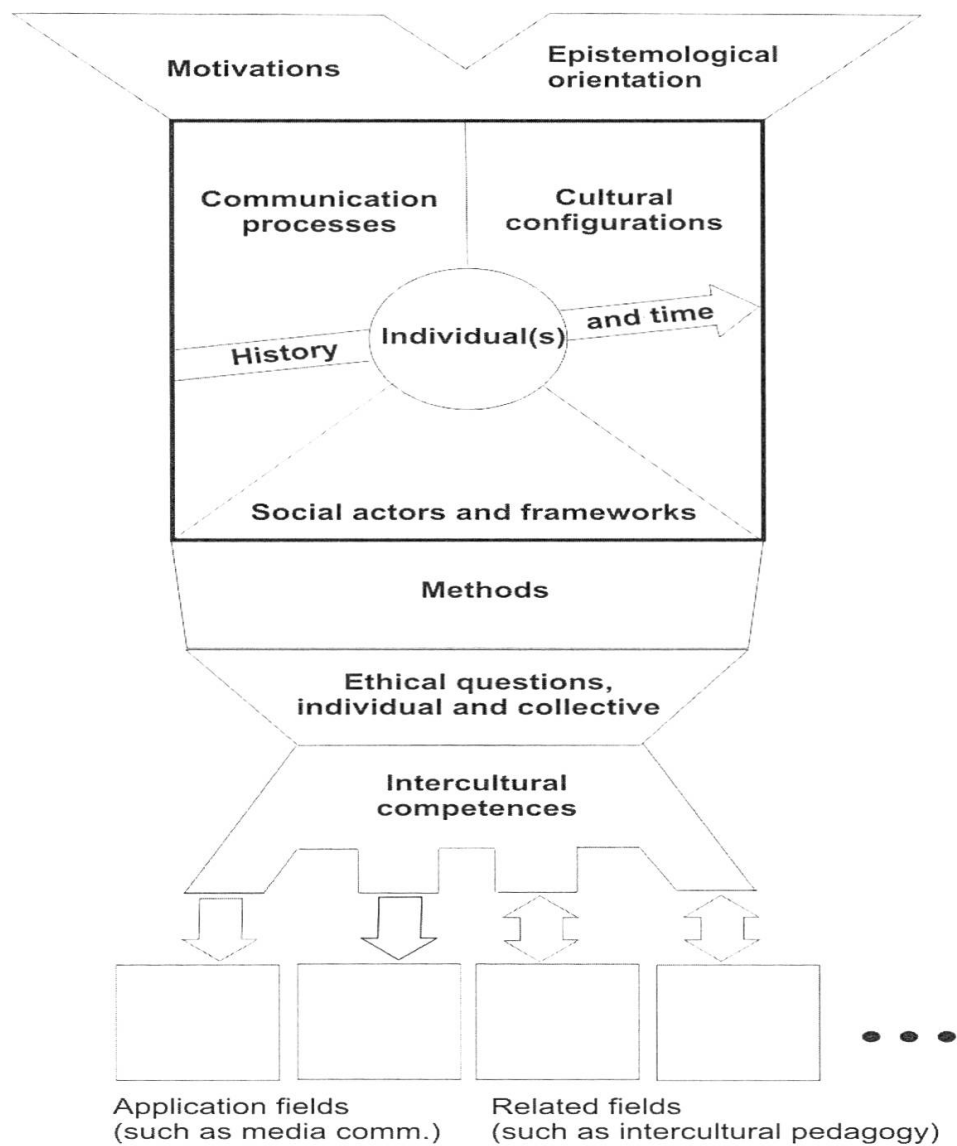 Motivations
Epistemological
orientation
Communication
processes
Cultural
configurations
History
Individual(s)
and time
Social actors and frameworks
Methods
Ethical questions,
individual and collective
Intercultural
competences
Application fields
(such as media comm.)
Related fields
(such as intercultural pedagogy)